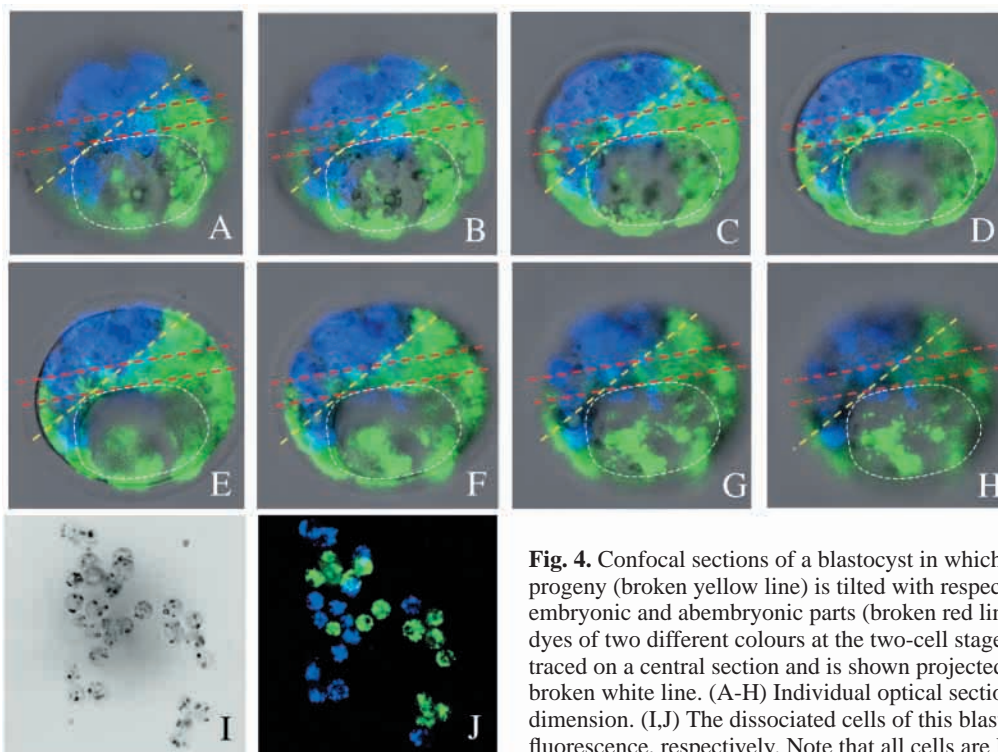 A
B
C
D
E
F
G
H
I
J
Fig. 4. Confocal sections of a blastocyst in which
progeny (broken yellow line) is tilted with respec
embryonic and abembryonic parts (broken red lin
dyes of two different colours at the two-cell stage
traced on a central section and is shown projected
broken white line. (A-H) Individual optical sectio
dimension. (I,J) The dissociated cells of this blas
fluorescence, respectively. Note that all cells are